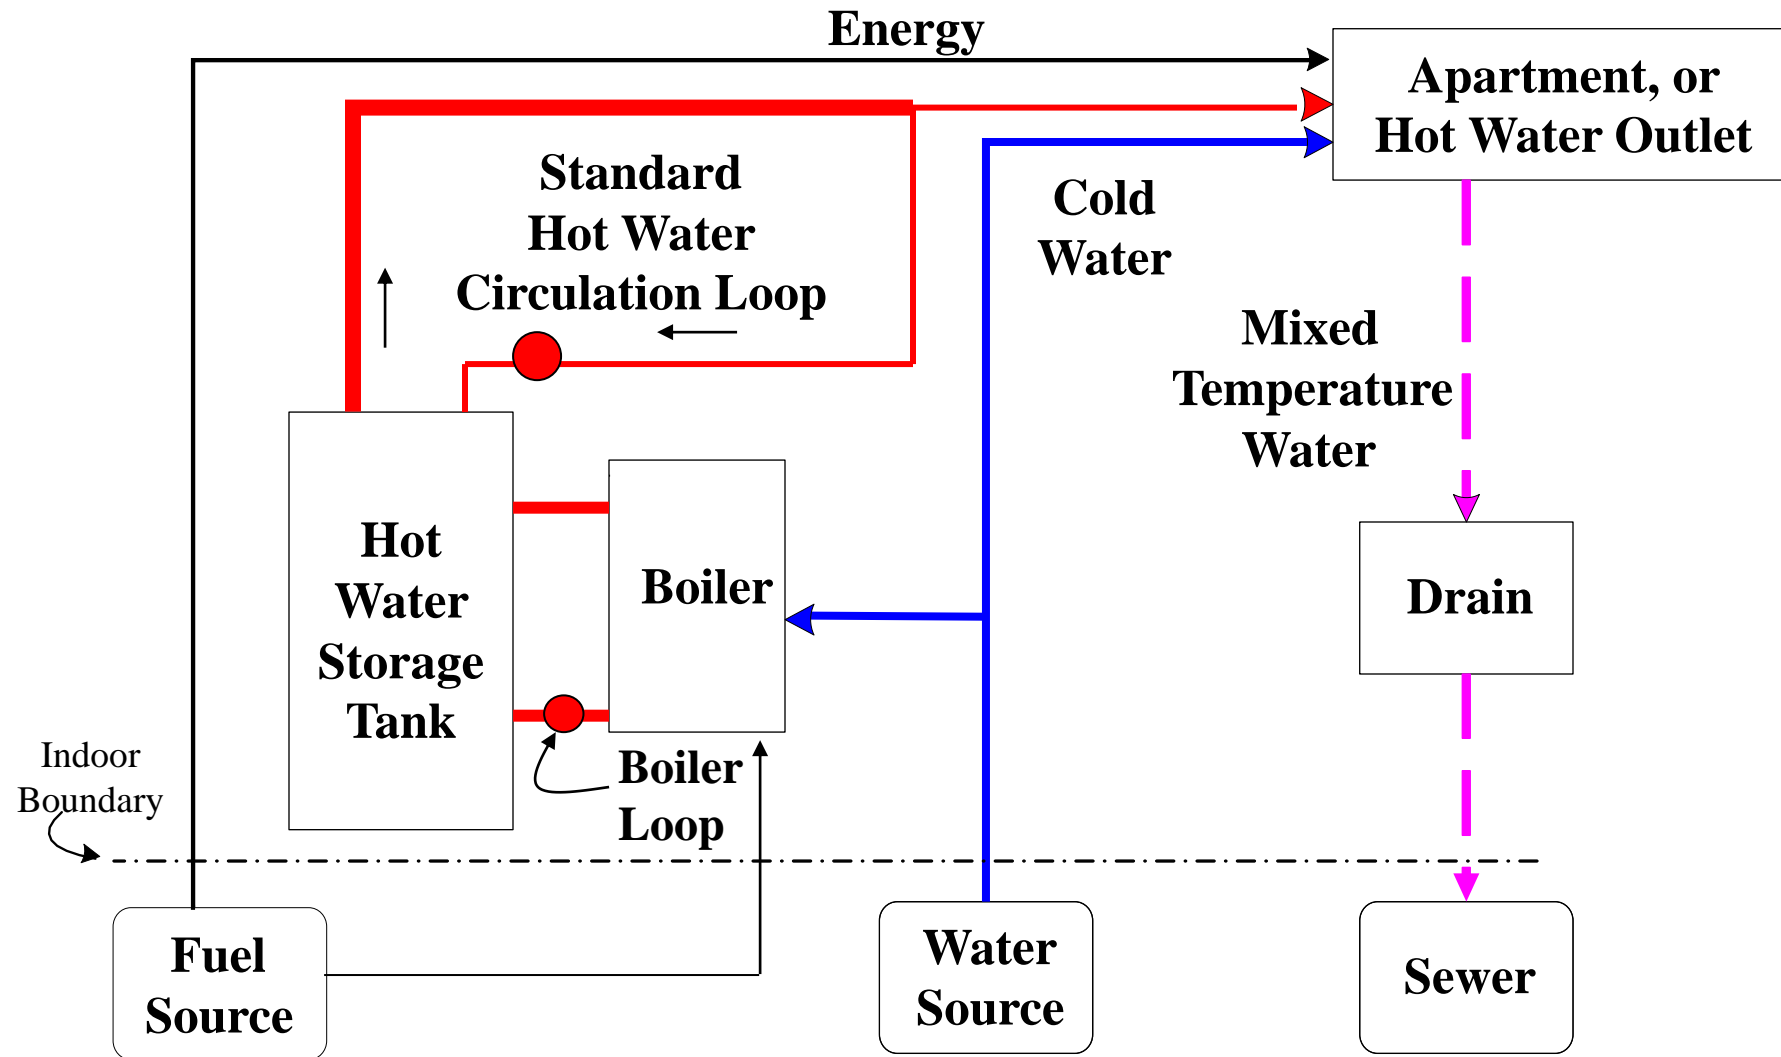 Energy
Apartment, or
Hot Water Outlet
Standard
Hot Water
Circulation Loop
Cold
Water
Mixed
Temperature
Water
Hot
Water
Storage
Tank
Boiler
Drain
Indoor
Boundary
Boiler
Loop
Fuel
Source
Water
Source
Sewer